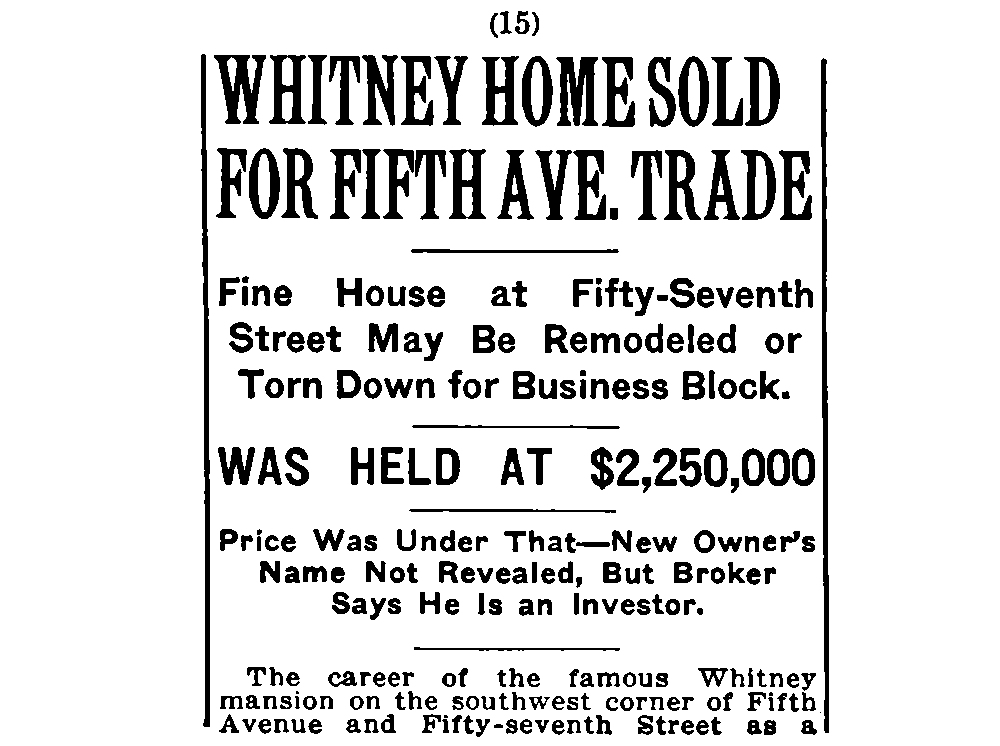 (15)
WHITNEY HOME SOLD
FOR FIFTH AVE. TRADE
Fine House at Fifty-Seventh
Street May Be Remodeled or
Torn Down for Business Block.
WAS HELD AT $2,250,000
Price Was Under That—New Owner's
Name Not Revealed, But Broker
Says He Is an Investor.
The career of the famous Whitney
mansion on the southwest corner of Fifth
Avenue and Fifty-seventh Street as a